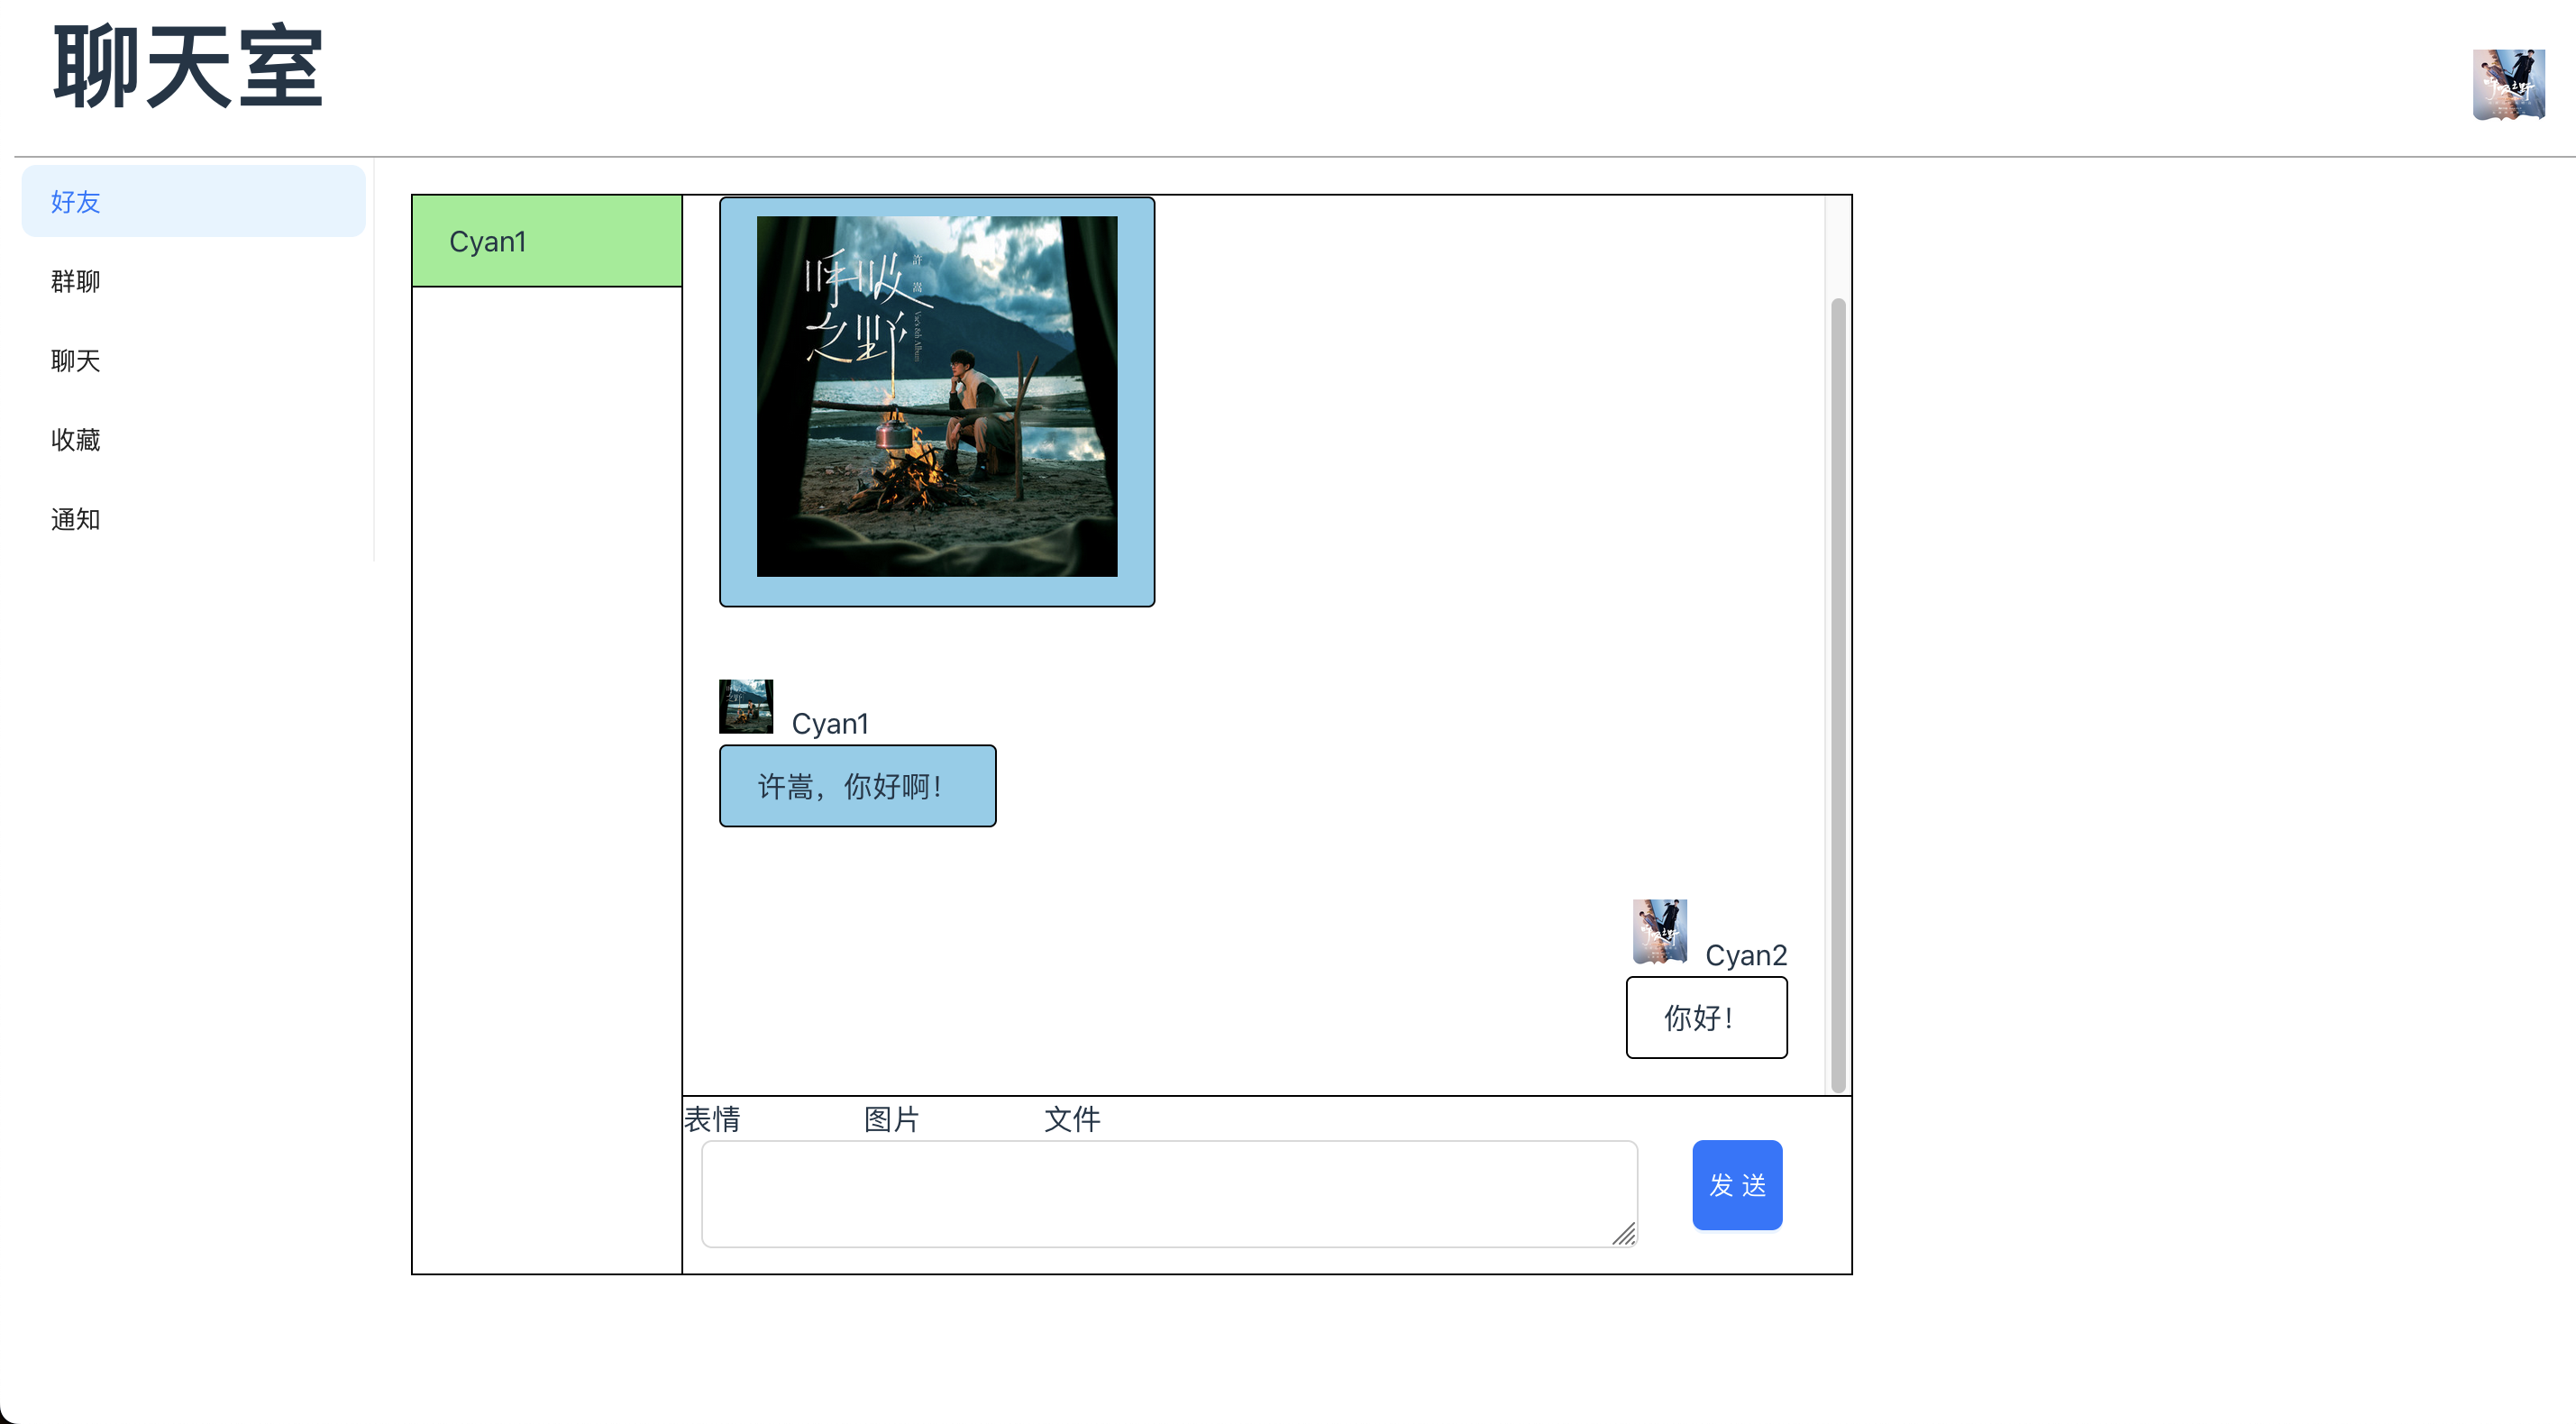 聊天室
好友
群聊
聊天
收藏
通知
Cyan1
呼吸
之野
許嵩
Vae's 8th Album
Cyan1
许嵩，你好啊！
Cyan2
你好！
表情 图片 文件
发 送